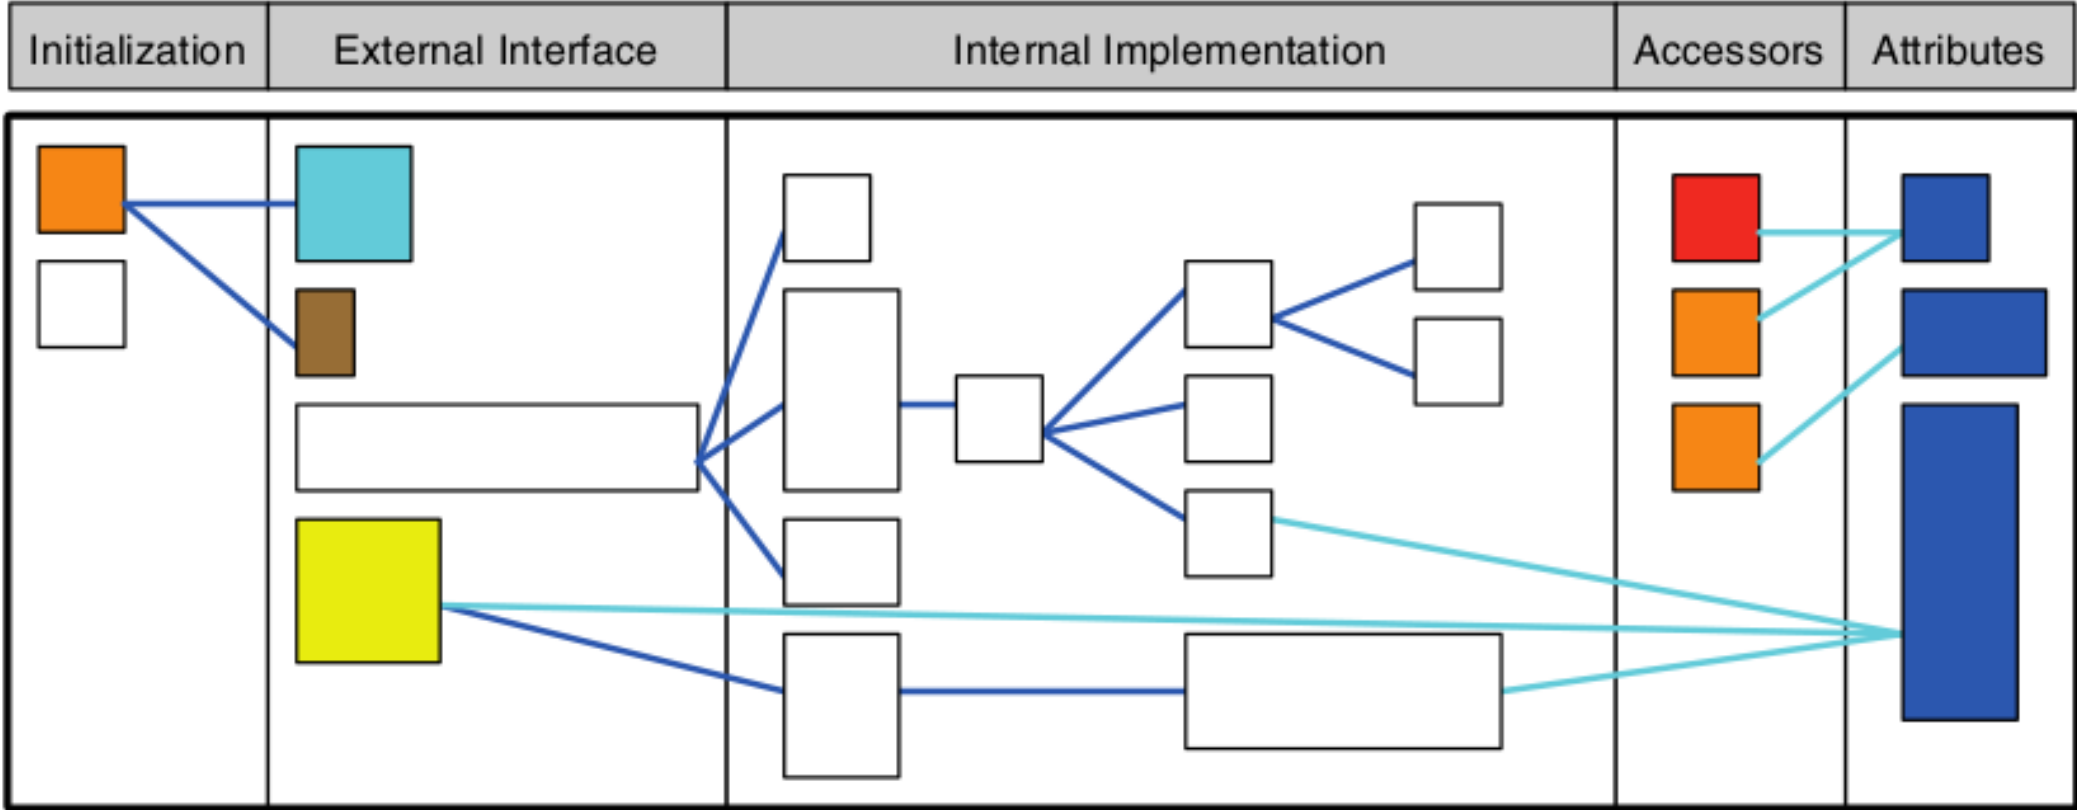 Initialization
External Interface
Internal Implementation
Accessors
Attributes